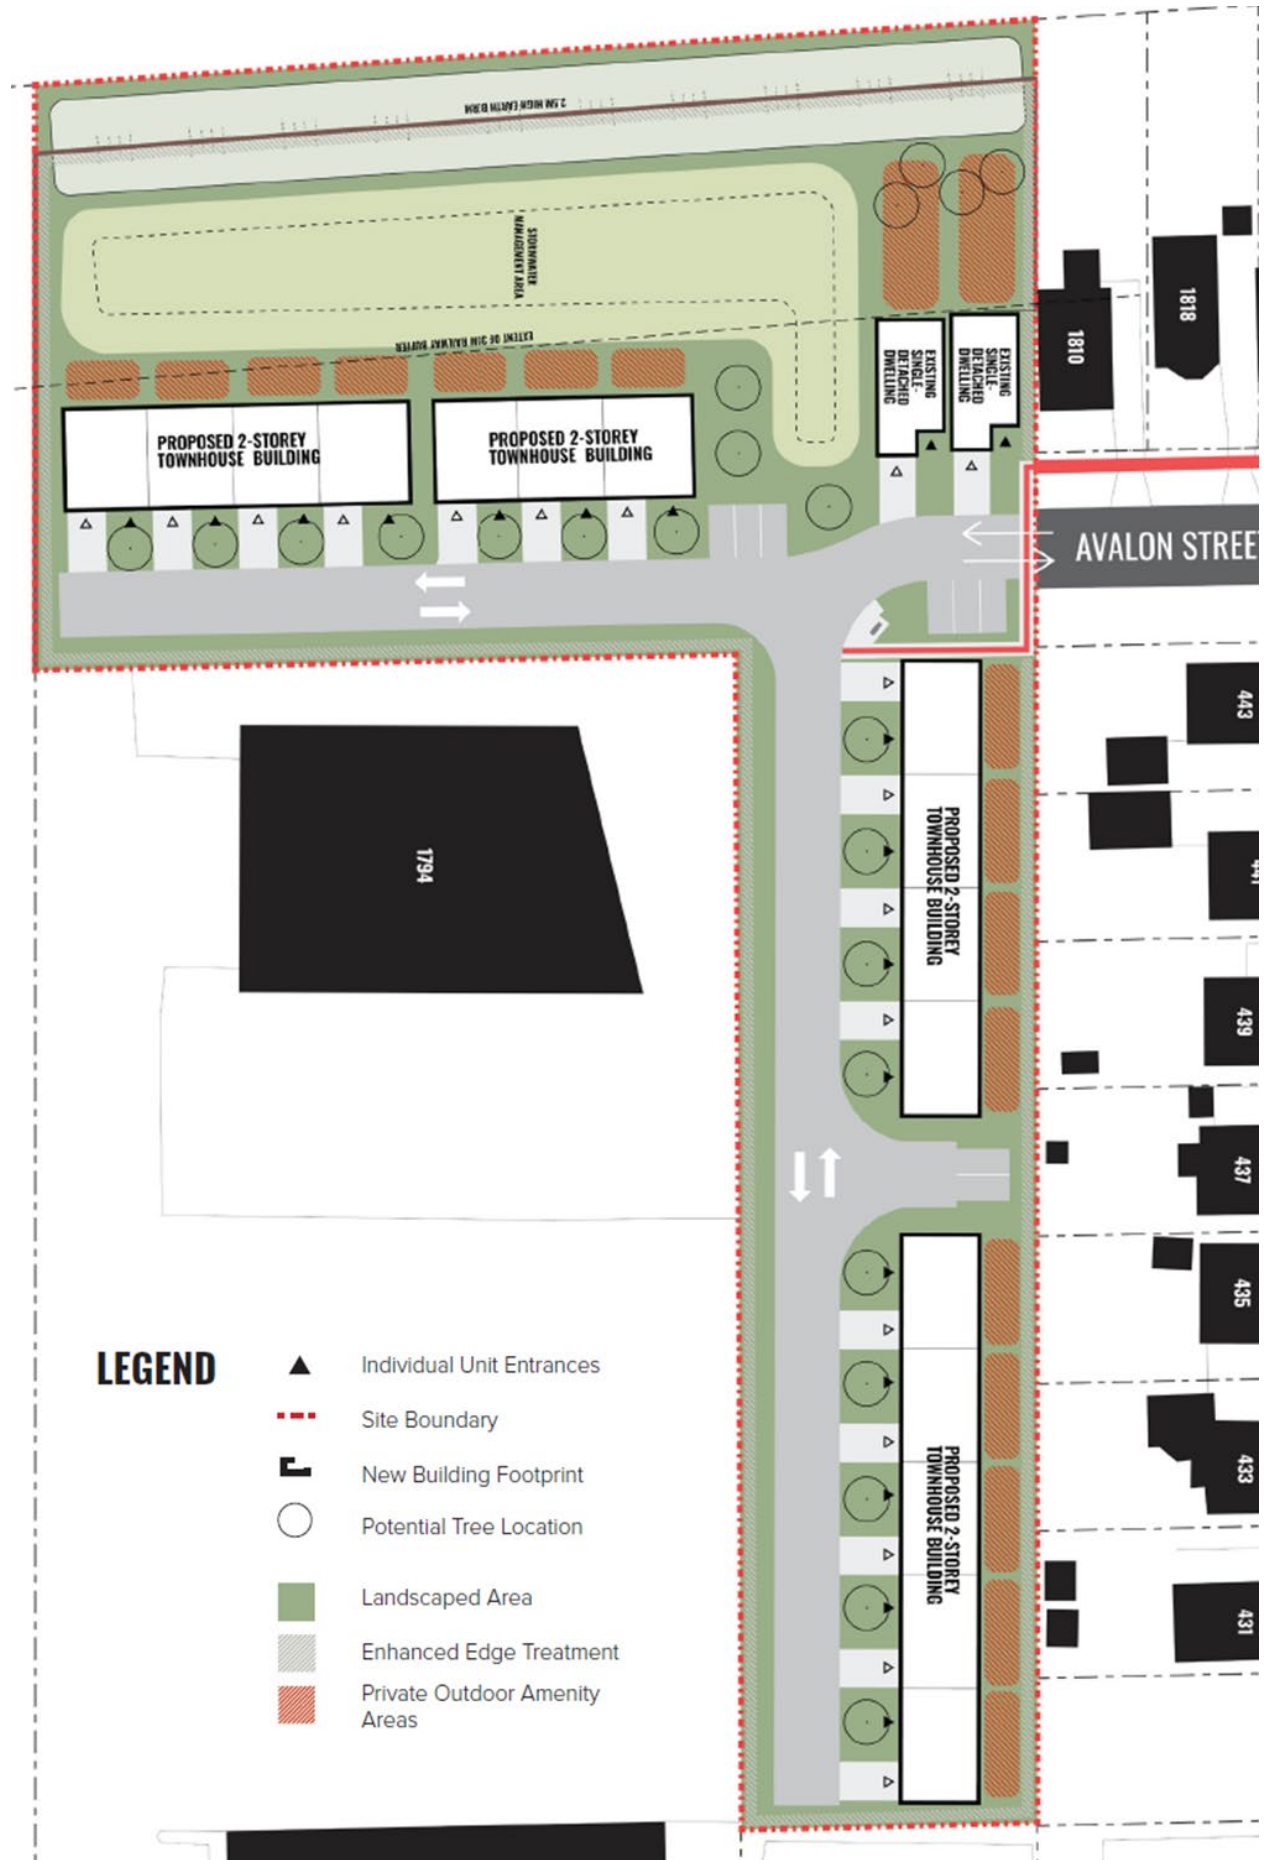 2.5M HIGH EARTH BERM
STORMWATER
MANAGEMENT AREA
EXTENT OF 30M RAILWAY BUFFER
EXISTING
SINGLE-
DETACHED
DWELLING
EXISTING
SINGLE-
DETACHED
DWELLING
1810
1818
PROPOSED 2-STOREY
TOWNHOUSE BUILDING
PROPOSED 2-STOREY
TOWNHOUSE BUILDING
AVALON STREE
443
441
439
437
435
433
431
1794
PROPOSED 2-STOREY
TOWNHOUSE BUILDING
PROPOSED 2-STOREY
TOWNHOUSE BUILDING
LEGEND
Individual Unit Entrances
Site Boundary
New Building Footprint
Potential Tree Location
Landscaped Area
Enhanced Edge Treatment
Private Outdoor Amenity
Areas